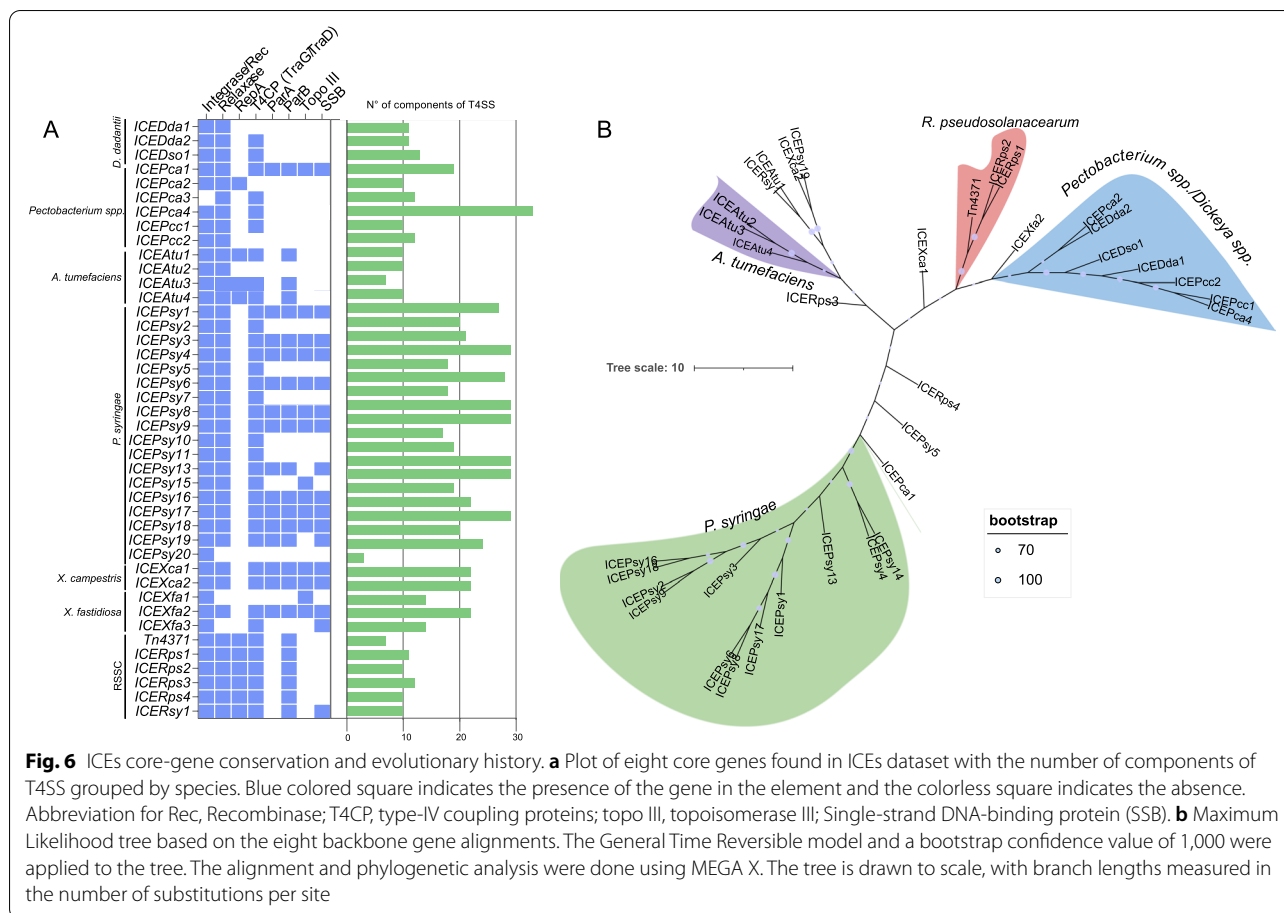 Integrase/Rec
Relaxase
RepA
T4CP (TraG/TraD)
ParA
ParB
Topo III
SSB
N° of components of T4SS
A
D. dadantii
ICEDda1
ICEDda2
ICEDso1
Pectobacterium spp.
ICEPca1
ICEPca2
ICEPca3
ICEPca4
ICEPcc1
ICEPcc2
A. tumefaciens
ICEAtu1
ICEAtu2
ICEAtu3
ICEAtu4
P. syringae
ICEPsy1
ICEPsy2
ICEPsy3
ICEPsy4
ICEPsy5
ICEPsy6
ICEPsy7
ICEPsy8
ICEPsy9
ICEPsy10
ICEPsy11
ICEPsy13
ICEPsy15
ICEPsy16
ICEPsy17
ICEPsy18
ICEPsy19
ICEPsy20
X. campestris
ICEXca1
ICEXca2
X. fastidiosa
ICEXfa1
ICEXfa2
ICEXfa3
RSSC
Tn4371
ICERps1
ICERps2
ICERps3
ICERps4
ICERsy1
0 10 20 30
B
ICEPsy19
ICEXca2
ICEAtu1
ICERsy1
ICEAtu2
ICEAtu3
ICEAtu4
A. tumefaciens
ICERps3
ICEXca1
R. pseudosolanacearum
Tn4371
ICERps2
ICERps1
ICEXfa2
Pectobacterium spp./Dickeya spp.
ICEPca2
ICEDda2
ICEDso1
ICEDda1
ICEPcc2
ICEPcc1
ICEPca4
Tree scale: 10
ICERps4
ICEPsy5
ICEPca1
P. syringae
ICEPsy14
ICEPsy4
ICEPsy13
ICEPsy3
ICEPsy16
ICEPsy18
ICEPsy2
ICEPsy1
ICEPsy17
ICEPsy6
ICEPsy8
bootstrap
70
100
Fig. 6 ICEs core-gene conservation and evolutionary history. a Plot of eight core genes found in ICEs dataset with the number of components of
T4SS grouped by species. Blue colored square indicates the presence of the gene in the element and the colorless square indicates the absence.
Abbreviation for Rec, Recombinase; T4CP, type-IV coupling proteins; topo III, topoisomerase III; Single-strand DNA-binding protein (SSB). b Maximum
Likelihood tree based on the eight backbone gene alignments. The General Time Reversible model and a bootstrap confidence value of 1,000 were
applied to the tree. The alignment and phylogenetic analysis were done using MEGA X. The tree is drawn to scale, with branch lengths measured in
the number of substitutions per site